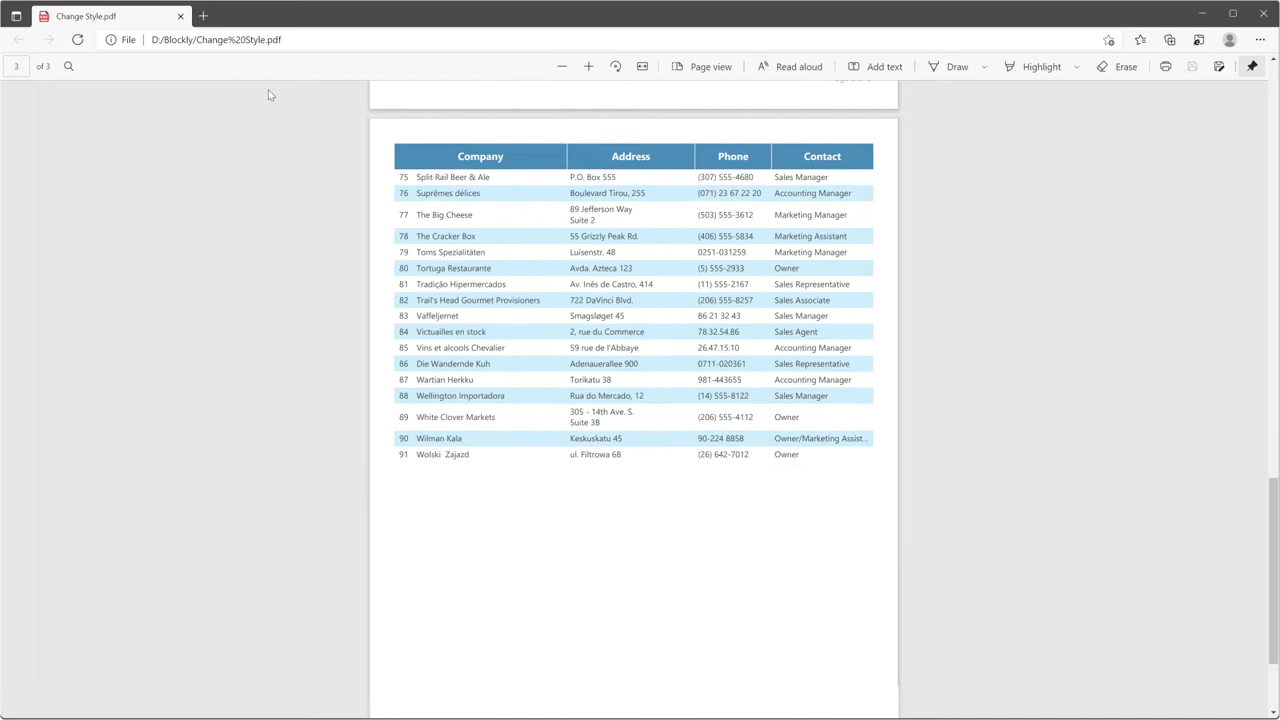 Change Style.pdf
File D:/Blockly/Change%20Style.pdf
3 of 3 Page view Read aloud Add text Draw Highlight Erase
Company Address Phone Contact
75 Split Rail Beer & Ale P.O. Box 555 (307) 555-4680 Sales Manager
76 Suprêmes délices Boulevard Tirou, 255 (071) 23 67 22 20 Accounting Manager
77 The Big Cheese 89 Jefferson Way Suite 2 (503) 555-3612 Marketing Manager
78 The Cracker Box 55 Grizzly Peak Rd. (406) 555-5834 Marketing Assistant
79 Toms Spezialitäten Luisenstr. 48 0251-031259 Marketing Manager
80 Tortuga Restaurante Avda. Azteca 123 (5) 555-2933 Owner
81 Tradição Hipermercados Av. Inês de Castro, 414 (11) 555-2167 Sales Representative
82 Trail's Head Gourmet Provisioners 722 DaVinci Blvd. (206) 555-8257 Sales Associate
83 Vaffeljernet Smagsløget 45 86 21 32 43 Sales Manager
84 Victuailles en stock 2, rue du Commerce 78.32.54.86 Sales Agent
85 Vins et alcools Chevalier 59 rue de l'Abbaye 26.47.15.10 Accounting Manager
86 Die Wandernde Kuh Adenauerallee 900 0711-020361 Sales Representative
87 Wartian Herkku Torikatu 38 981-443655 Accounting Manager
88 Wellington Importadora Rua do Mercado, 12 (14) 555-8122 Sales Manager
89 White Clover Markets 305 - 14th Ave. S. Suite 3B (206) 555-4112 Owner
90 Wilman Kala Keskuskatu 45 90-224 8858 Owner/Marketing Assist...
91 Wolski  Zajazd ul. Filtrowa 68 (26) 642-7012 Owner